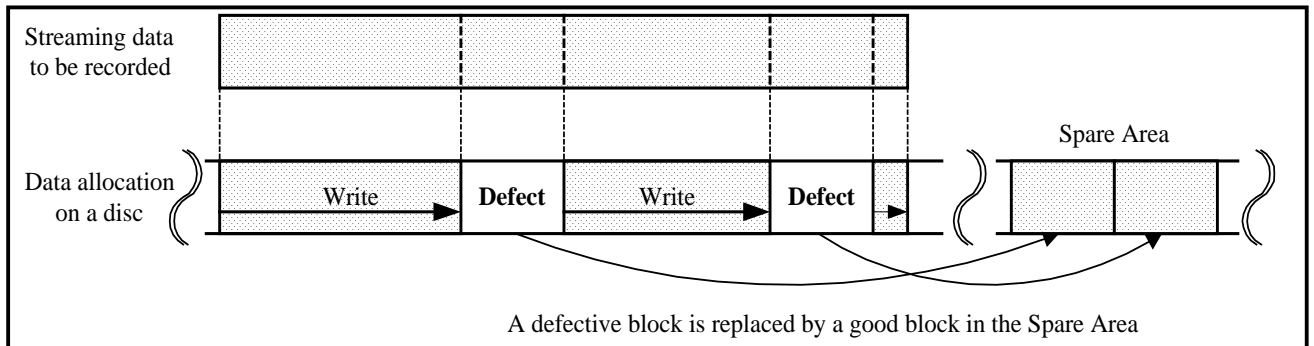 Streaming data
to be recorded
Spare Area
Data allocation
on a disc
Write
Defect
Write
Defect
A defective block is replaced by a good block in the Spare Area